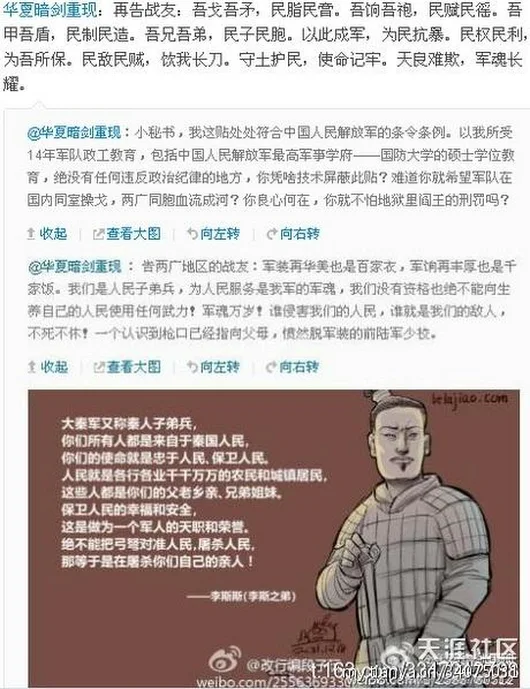 华夏暗剑重现：再告战友：吾戈吾矛，民脂民膏。吾饷吾袍，民赋民徭。吾
甲吾盾，民制民造。吾兄吾弟，民子民胞。以此成军，为民抗暴。民权民利，
为吾所保。民敌民贼，饮我长刀。守土护民，使命记牢。天良难欺，军魂长
耀。
@华夏暗剑重现：小秘书，我这贴处处符合中国人民解放军的条令条例。以我所受
14年军队政工教育，包括中国人民解放军最高军事学府——国防大学的硕士学位教
育，绝没有任何违反政治纪律的地方，你凭啥技术屏蔽此贴？难道你就希望军队在
国内同室操戈，两广同胞血流成河？你良心何在，你就不怕地狱里阎王的刑罚吗？
收起 查看大图 向左转 向右转
@华夏暗剑重现：告两广地区的战友：军装再华美也是百家衣，军饷再丰厚也是千
家饭。我们是人民子弟兵，为人民服务是我军的军魂，我们没有资格也绝不能向生
养自己的人民使用任何武力！军魂万岁！谁侵害我们的人民，谁就是我们的敌人，
不死不休！一个认识到枪口已经指向父母，愤然脱军装的前陆军少校。
收起 查看大图 向左转 向右转
lelejiao.com
大秦军又称秦人子弟兵，
你们所有人都是来自于秦国人民，
你们的使命就是忠于人民、保卫人民。
人民就是各行各业千千万万的农民和城镇居民，
这些人都是你们的父老乡亲、兄弟姐妹。
保卫人民的幸福和安全，
这是做为一个军人的天职和荣誉。
绝不能把弓弩对准人民，屠杀人民，
那等于是在屠杀你们自己的亲人！
——李斯斯(李斯之弟)
天涯社区
@改行编段子